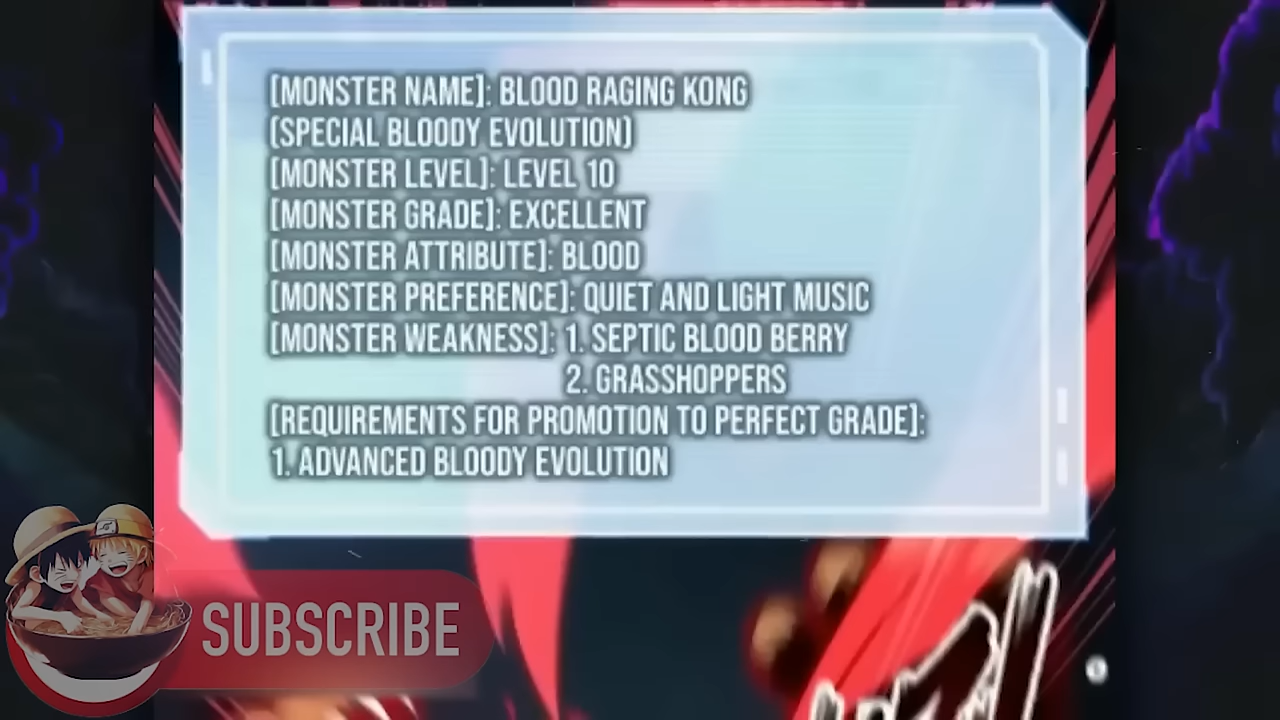 [MONSTER NAME]: BLOOD RAGING KONG
(SPECIAL BLOODY EVOLUTION)
[MONSTER LEVEL]: LEVEL 10
[MONSTER GRADE]: EXCELLENT
[MONSTER ATTRIBUTE]: BLOOD
[MONSTER PREFERENCE]: QUIET AND LIGHT MUSIC
[MONSTER WEAKNESS]: 1. SEPTIC BLOOD BERRY
2. GRASSHOPPERS
[REQUIREMENTS FOR PROMOTION TO PERFECT GRADE]:
1. ADVANCED BLOODY EVOLUTION
SUBSCRIBE